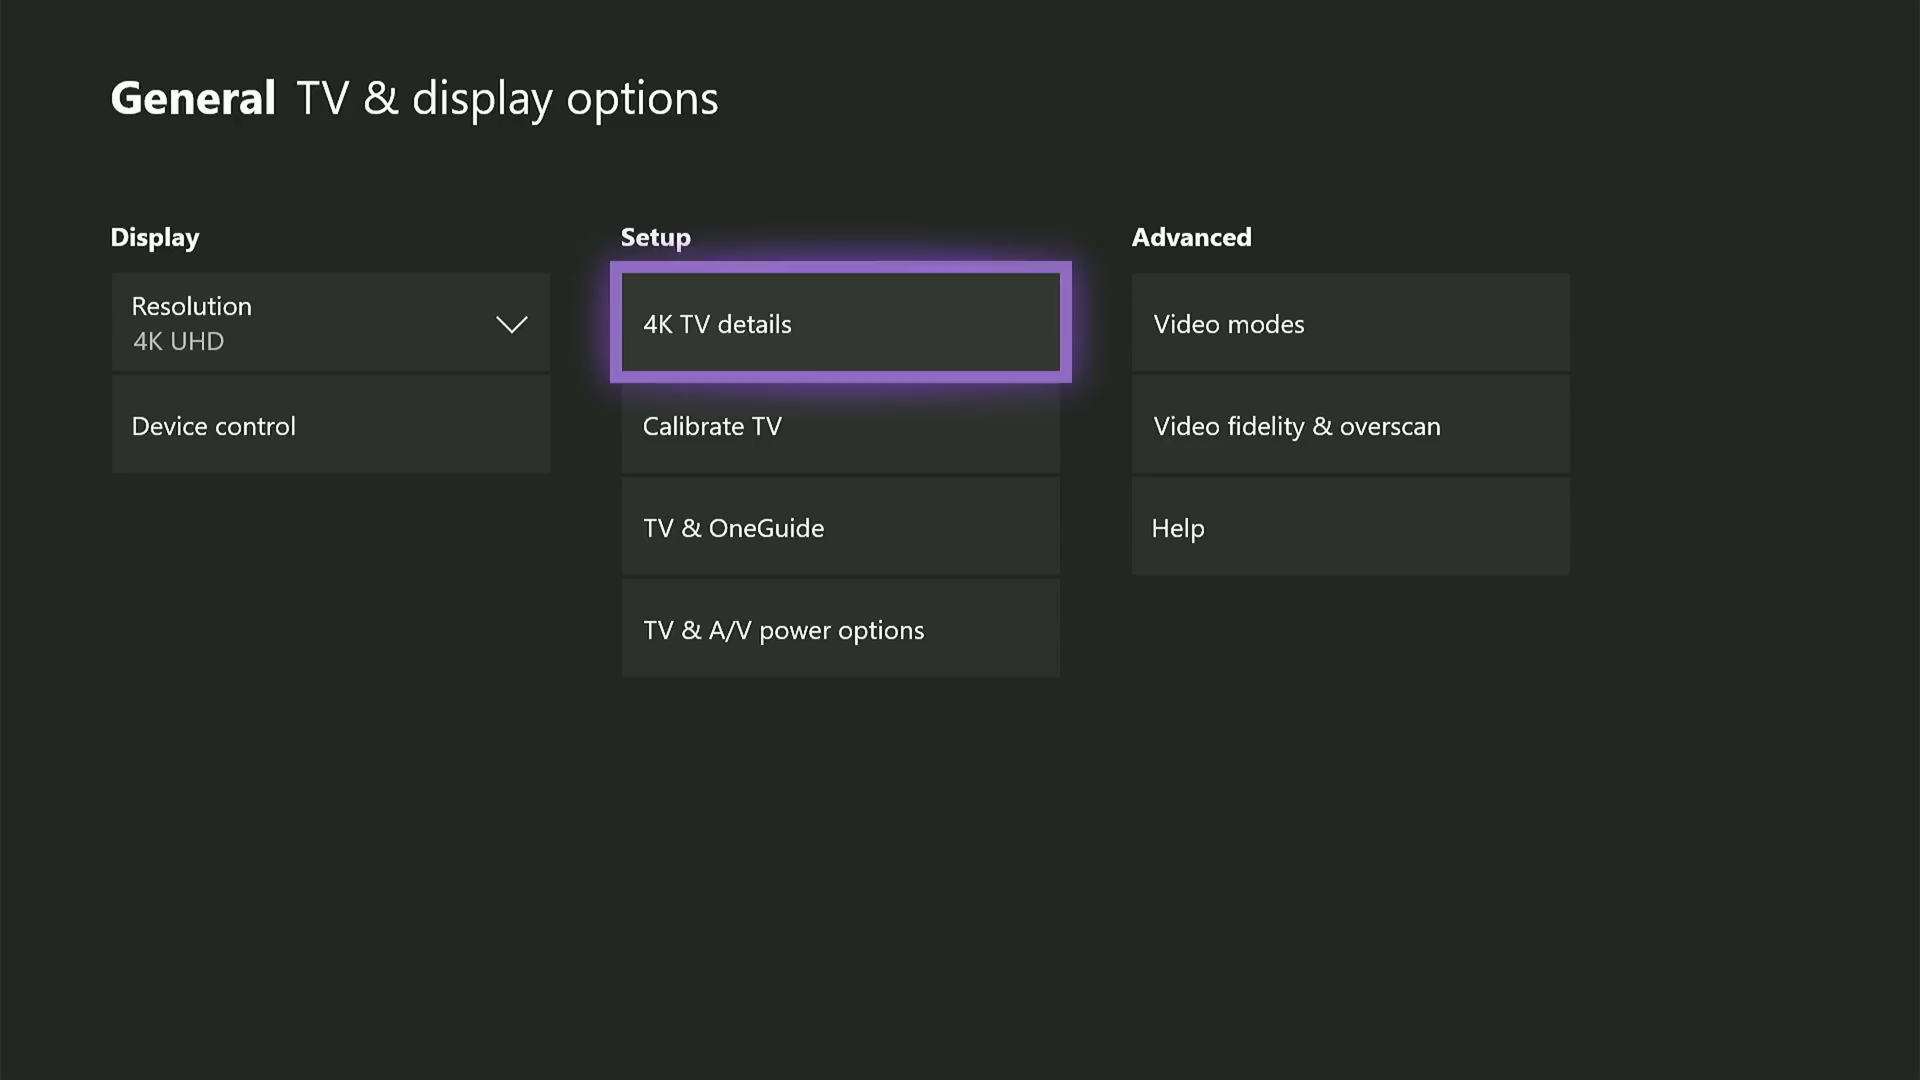 General TV & display options
Display
Resolution
4K UHD
Device control
Setup
4K TV details
Calibrate TV
TV & OneGuide
TV & A/V power options
Advanced
Video modes
Video fidelity & overscan
Help